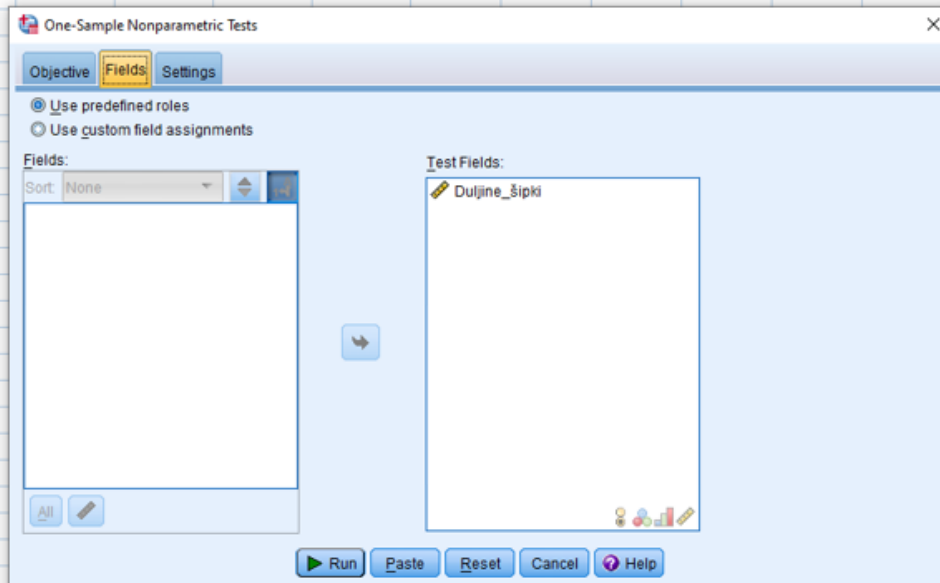 One-Sample Nonparametric Tests
Objective Fields Settings
Use predefined roles
Use custom field assignments
Fields:
Sort: None
Test Fields:
Duljine_šipki
All
Run Paste Reset Cancel Help